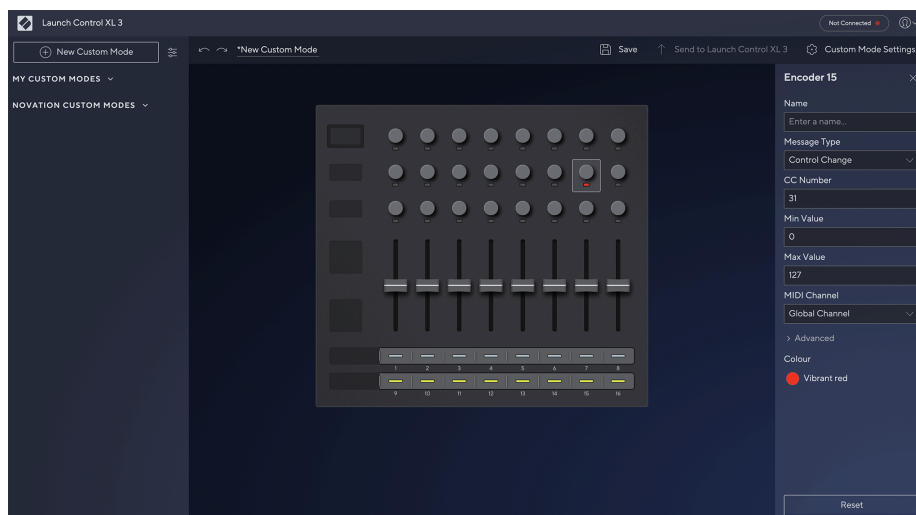 Launch Control XL 3
Not Connected
New Custom Mode
*New Custom Mode
Save
Send to Launch Control XL 3
Custom Mode Settings
MY CUSTOM MODES
NOVATION CUSTOM MODES
Encoder 15
Name
Enter a name...
Message Type
Control Change
CC Number
31
Min Value
0
Max Value
127
MIDI Channel
Global Channel
Advanced
Colour
Vibrant red
1 2 3 4 5 6 7 8
9 10 11 12 13 14 15 16
Reset